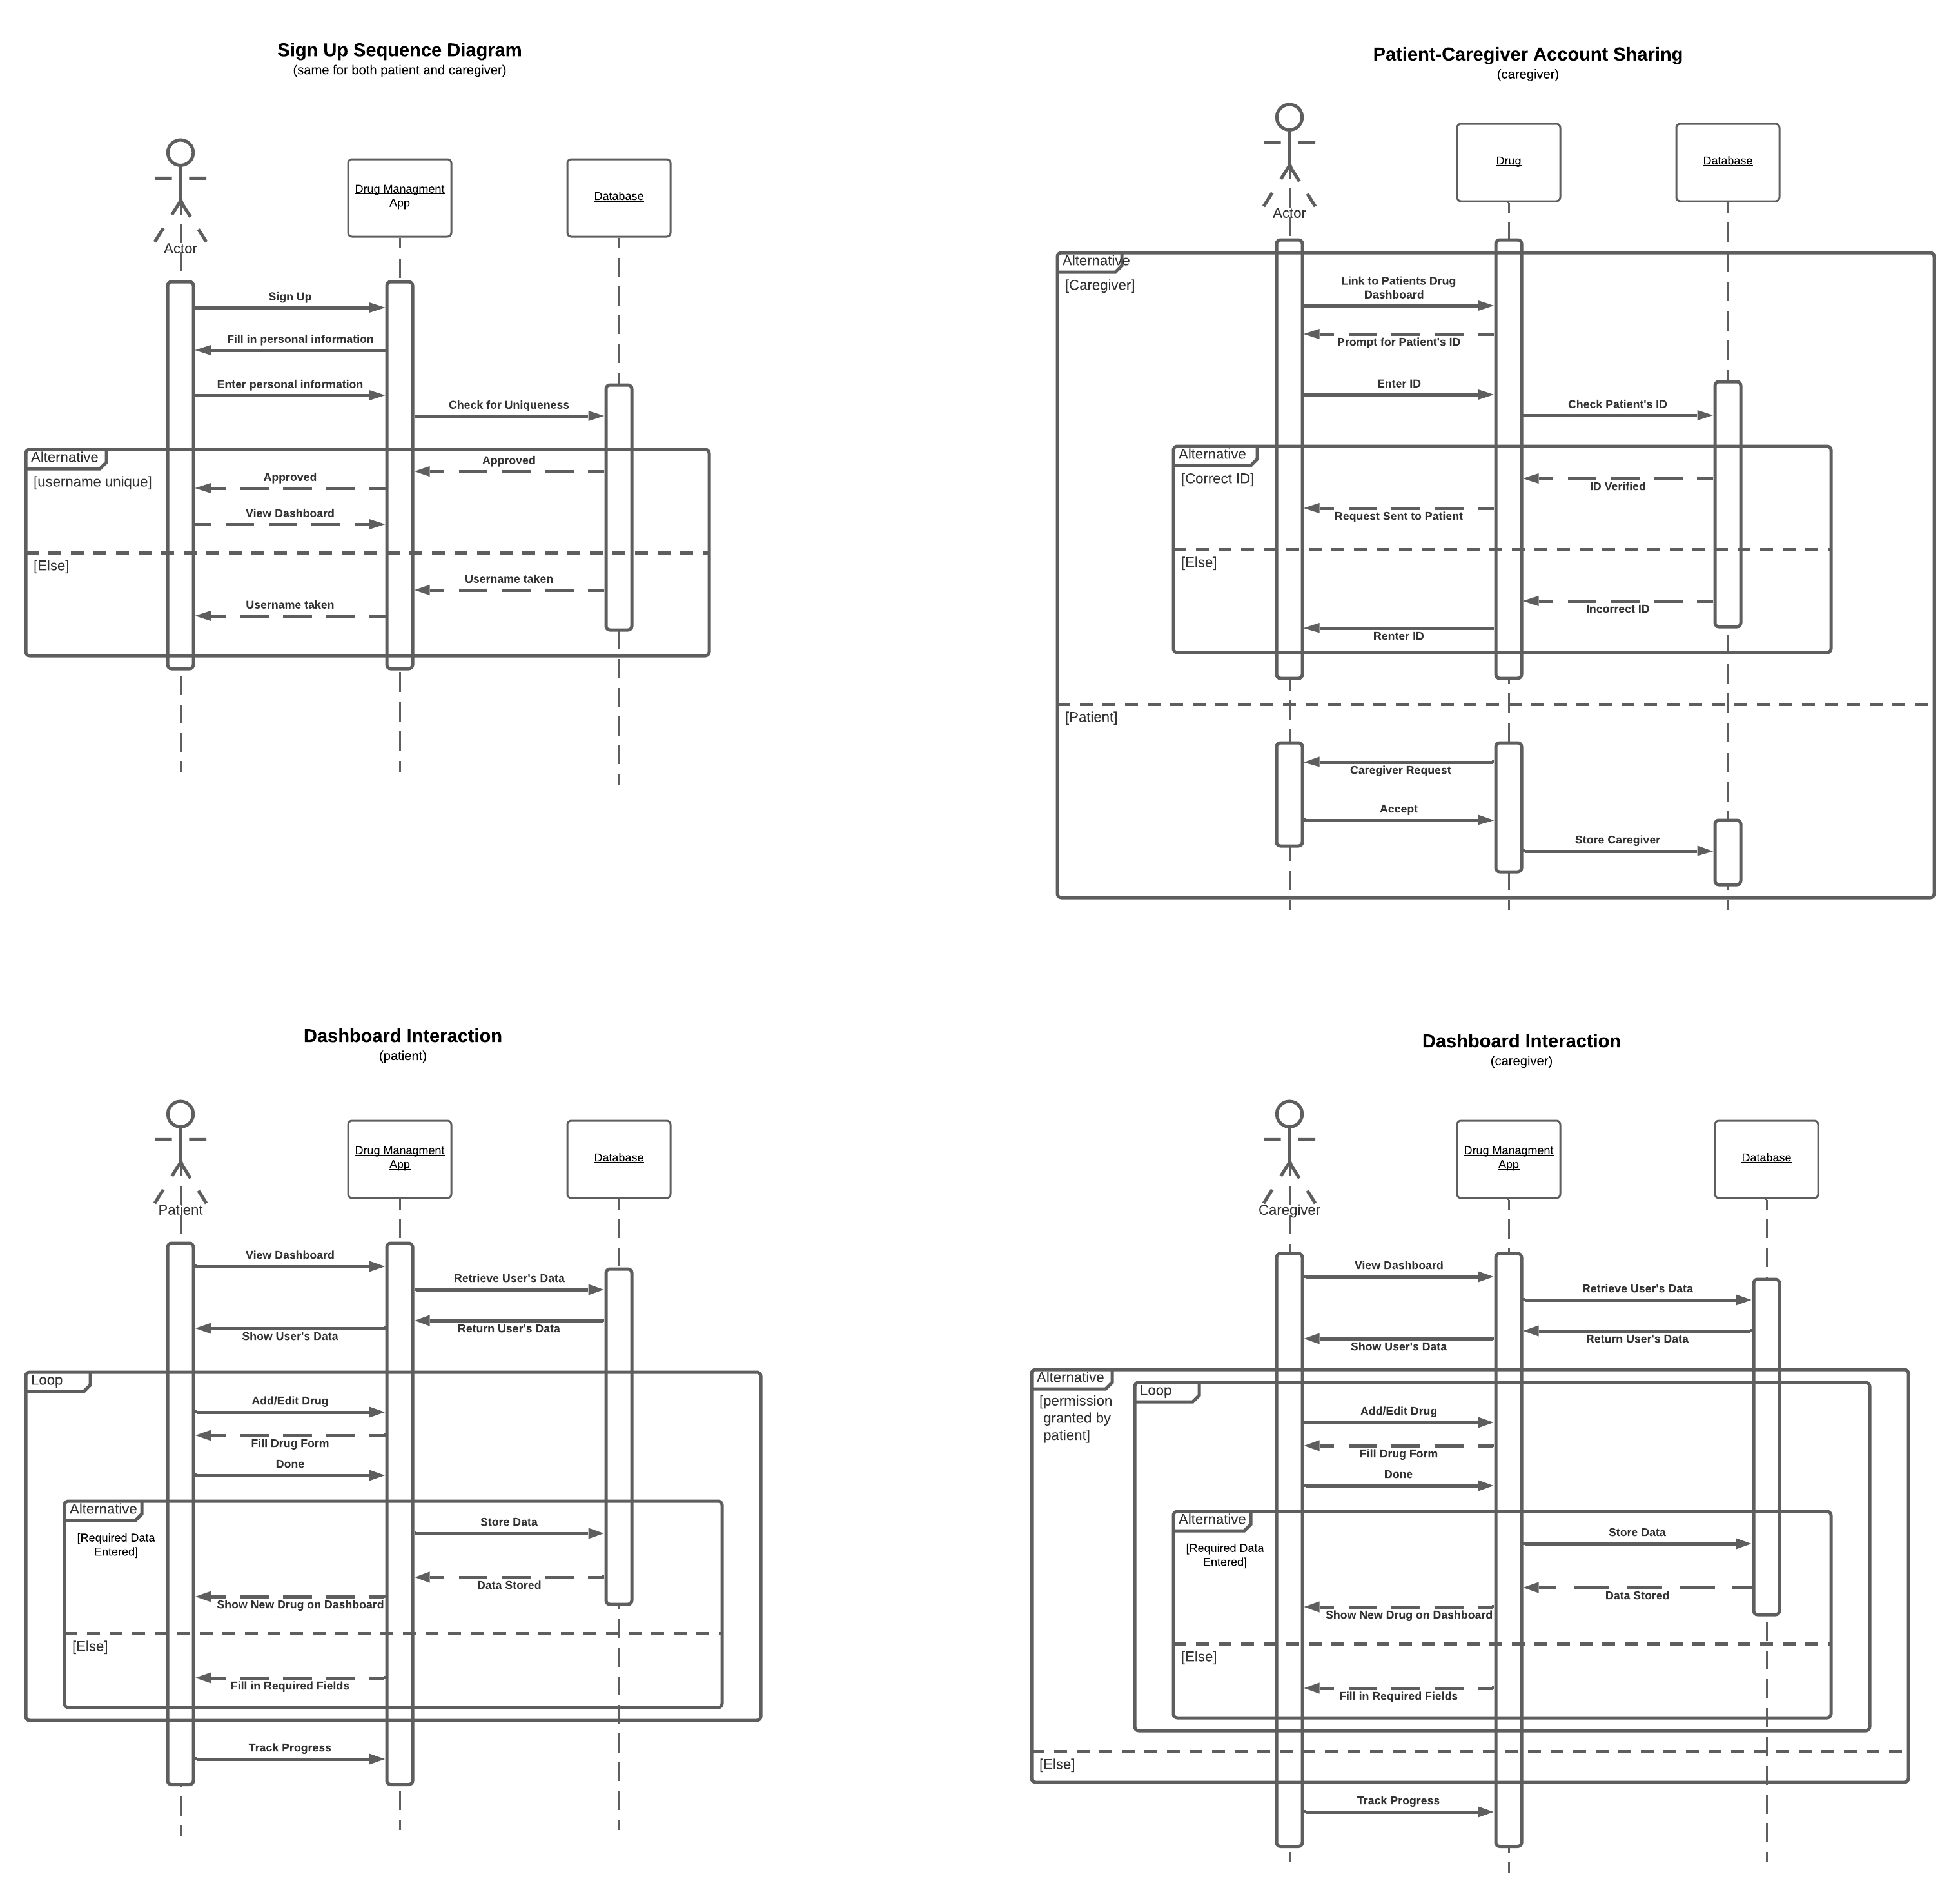 Sign Up Sequence Diagram
(same for both patient and caregiver)
Actor
Drug Managment
App
Database
Sign Up
Fill in personal information
Enter personal information
Check for Uniqueness
Alternative
[username unique]
Approved
Approved
View Dashboard
[Else]
Username taken
Username taken
Patient-Caregiver Account Sharing
(caregiver)
Actor
Drug
Database
Alternative
[Caregiver]
Link to Patients Drug
Dashboard
Prompt for Patient's ID
Enter ID
Check Patient's ID
Alternative
[Correct ID]
ID Verified
Request Sent to Patient
[Else]
Incorrect ID
Renter ID
[Patient]
Caregiver Request
Accept
Store Caregiver
Dashboard Interaction
(patient)
Patient
Drug Managment
App
Database
View Dashboard
Retrieve User's Data
Return User's Data
Show User's Data
Loop
Add/Edit Drug
Fill Drug Form
Done
Alternative
[Required Data
Entered]
Store Data
Data Stored
Show New Drug on Dashboard
[Else]
Fill in Required Fields
Track Progress
Dashboard Interaction
(caregiver)
Caregiver
Drug Managment
App
Database
View Dashboard
Retrieve User's Data
Return User's Data
Show User's Data
Alternative
[permission
granted by
patient]
Loop
Add/Edit Drug
Fill Drug Form
Done
Alternative
[Required Data
Entered]
Store Data
Data Stored
Show New Drug on Dashboard
[Else]
Fill in Required Fields
[Else]
Track Progress